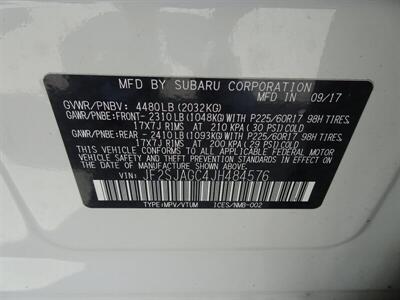 MFD BY SUBARU CORPORATION
MFD IN 09/17
GVWR/PNBV: 4480LB(2032KG)
GAWR/PNBE:FRONT- 2310LB(1048KG)WITH P225/60R17 98H TIRES
17X7J RIMS AT 210 KPA(30 PSI)COLD
GAWR/PNBE:REAR - 2410LB(1093KG)WITH P225/60R17 98H TIRES
17X7J RIMS AT 200 KPA(29 PSI)COLD
THIS VEHICLE CONFORMS TO ALL APPLICABLE FEDERAL MOTOR
VEHICLE SAFETY, BUMPER, AND THEFT PREVENTION STANDARDS
IN EFFECT ON THE DATE OF MANUFACTURE SHOWN ABOVE.
VIN: JF2SJAGC4JH484576
TYPE:MPV/VTUM ICES/NMB-002